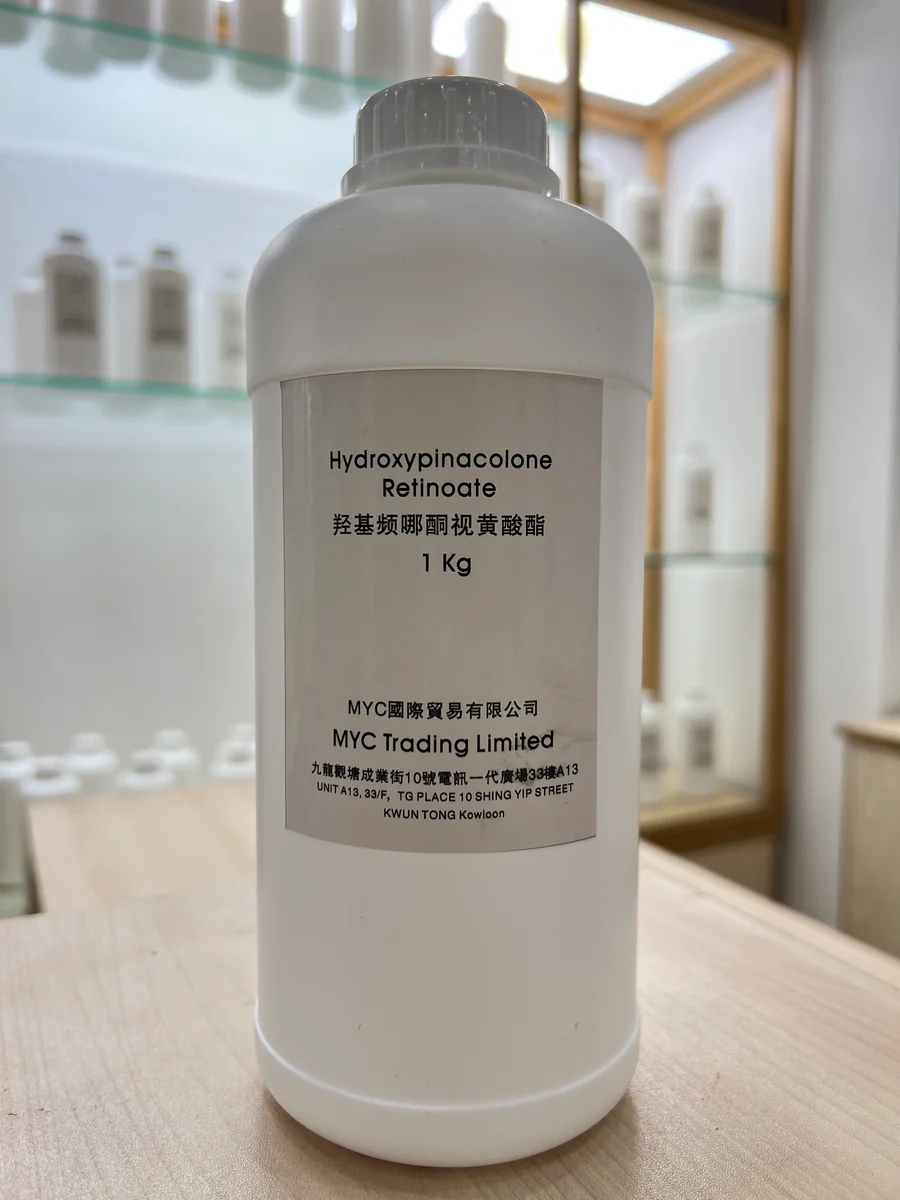 Hydroxypinacolone
Retinoate
羟基频哪酮视黄酸酯
1 Kg
MYC國際貿易有限公司
MYC Trading Limited
九龍觀塘成業街10號電訊一代廣場33樓A13
UNIT A13, 33/F, TG PLACE 10 SHING YIP STREET
KWUN TONG Kowloon